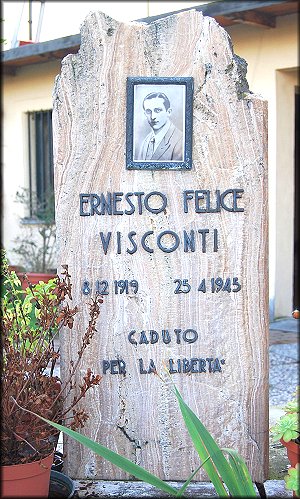 ERNESTO FELICE
VISCONTI
8·12 1919 25 4 1945
CADUTO
PER LA LIBERTA'